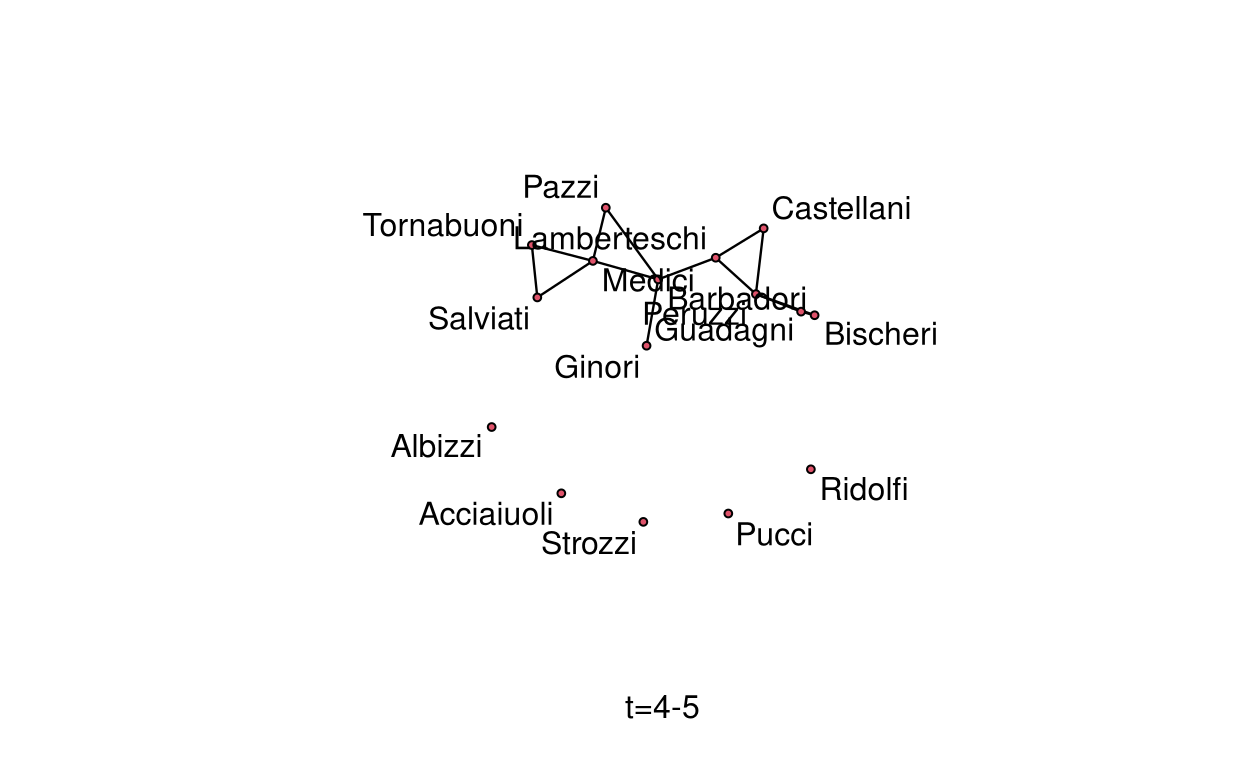 Pazzi
Castellani
Tornabuoni
Lamberteschi
Medici
Barbadori
Peruzzi
Salviati
Guadagni
Bischeri
Ginori
Albizzi
Ridolfi
Acciaiuoli
Pucci
Strozzi
t=4-5